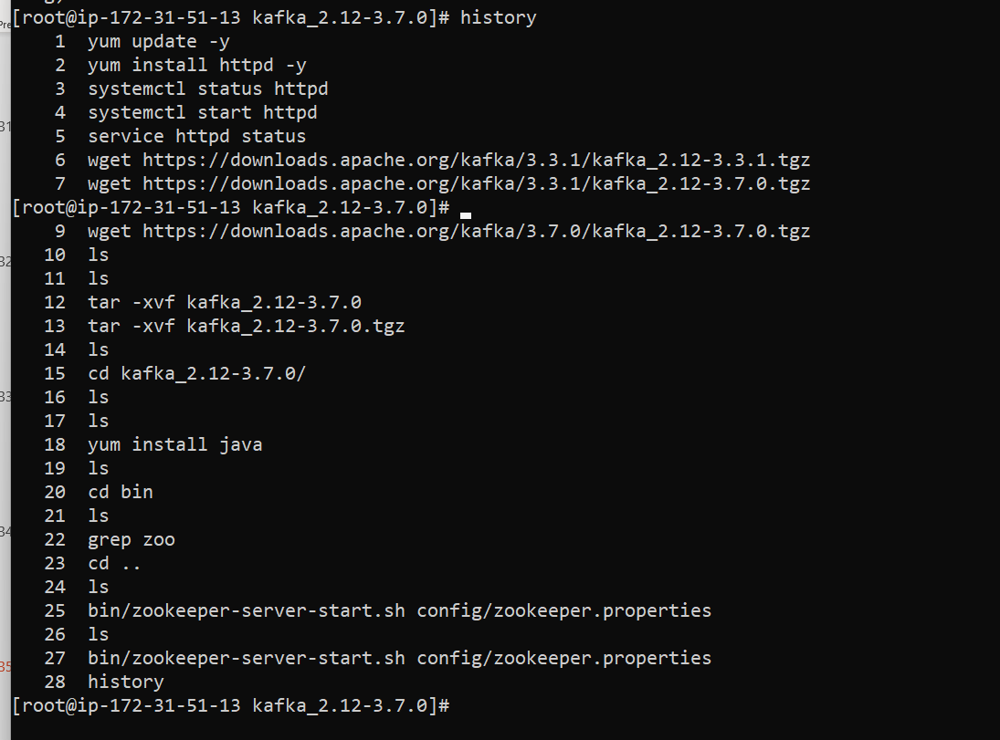 [root@ip-172-31-51-13 kafka_2.12-3.7.0]# history
    1  yum update -y
    2  yum install httpd -y
    3  systemctl status httpd
    4  systemctl start httpd
    5  service httpd status
    6  wget https://downloads.apache.org/kafka/3.3.1/kafka_2.12-3.3.1.tgz
    7  wget https://downloads.apache.org/kafka/3.3.1/kafka_2.12-3.7.0.tgz
[root@ip-172-31-51-13 kafka_2.12-3.7.0]#
    9  wget https://downloads.apache.org/kafka/3.7.0/kafka_2.12-3.7.0.tgz
   10  ls
   11  ls
   12  tar -xvf kafka_2.12-3.7.0
   13  tar -xvf kafka_2.12-3.7.0.tgz
   14  ls
   15  cd kafka_2.12-3.7.0/
   16  ls
   17  ls
   18  yum install java
   19  ls
   20  cd bin
   21  ls
   22  grep zoo
   23  cd ..
   24  ls
   25  bin/zookeeper-server-start.sh config/zookeeper.properties
   26  ls
   27  bin/zookeeper-server-start.sh config/zookeeper.properties
   28  history
[root@ip-172-31-51-13 kafka_2.12-3.7.0]#